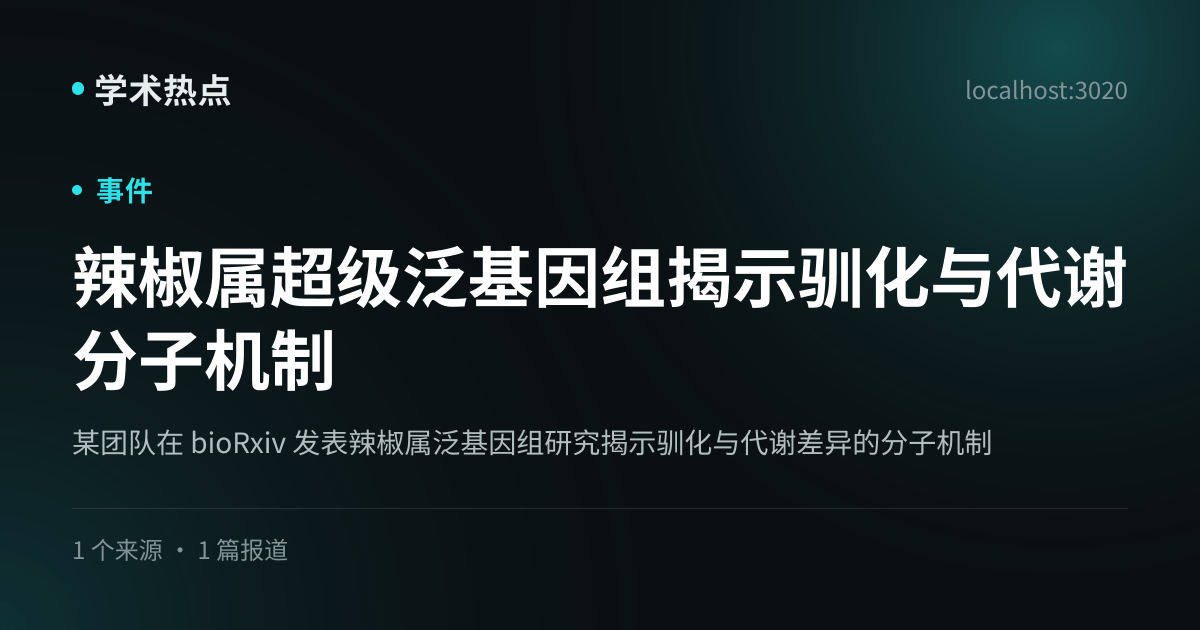 学术热点
localhost:3020
事件
辣椒属超级泛基因组揭示驯化与代谢
分子机制
某团队在 bioRxiv 发表辣椒属泛基因组研究揭示驯化与代谢差异的分子机制
1 个来源 · 1 篇报道